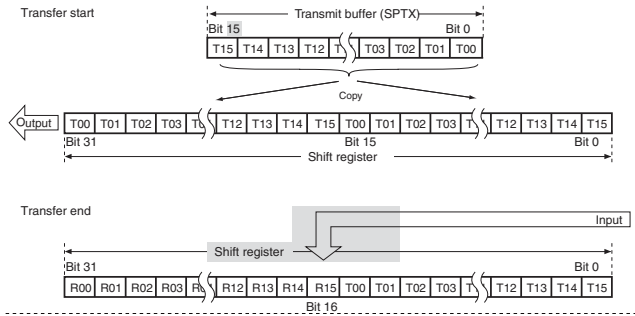 Transfer start
Transmit buffer (SPTX)
Bit 15 Bit 0
T15 T14 T13 T12 T03 T02 T01 T00
Copy
Output
T00 T01 T02 T03 T12 T13 T14 T15 T00 T01 T02 T03 T12 T13 T14 T15
Bit 31 Bit 15 Bit 0
Shift register
Transfer end
Input
Shift register
Bit 31 Bit 0
R00 R01 R02 R03 R12 R13 R14 R15 T00 T01 T02 T03 T12 T13 T14 T15
Bit 16